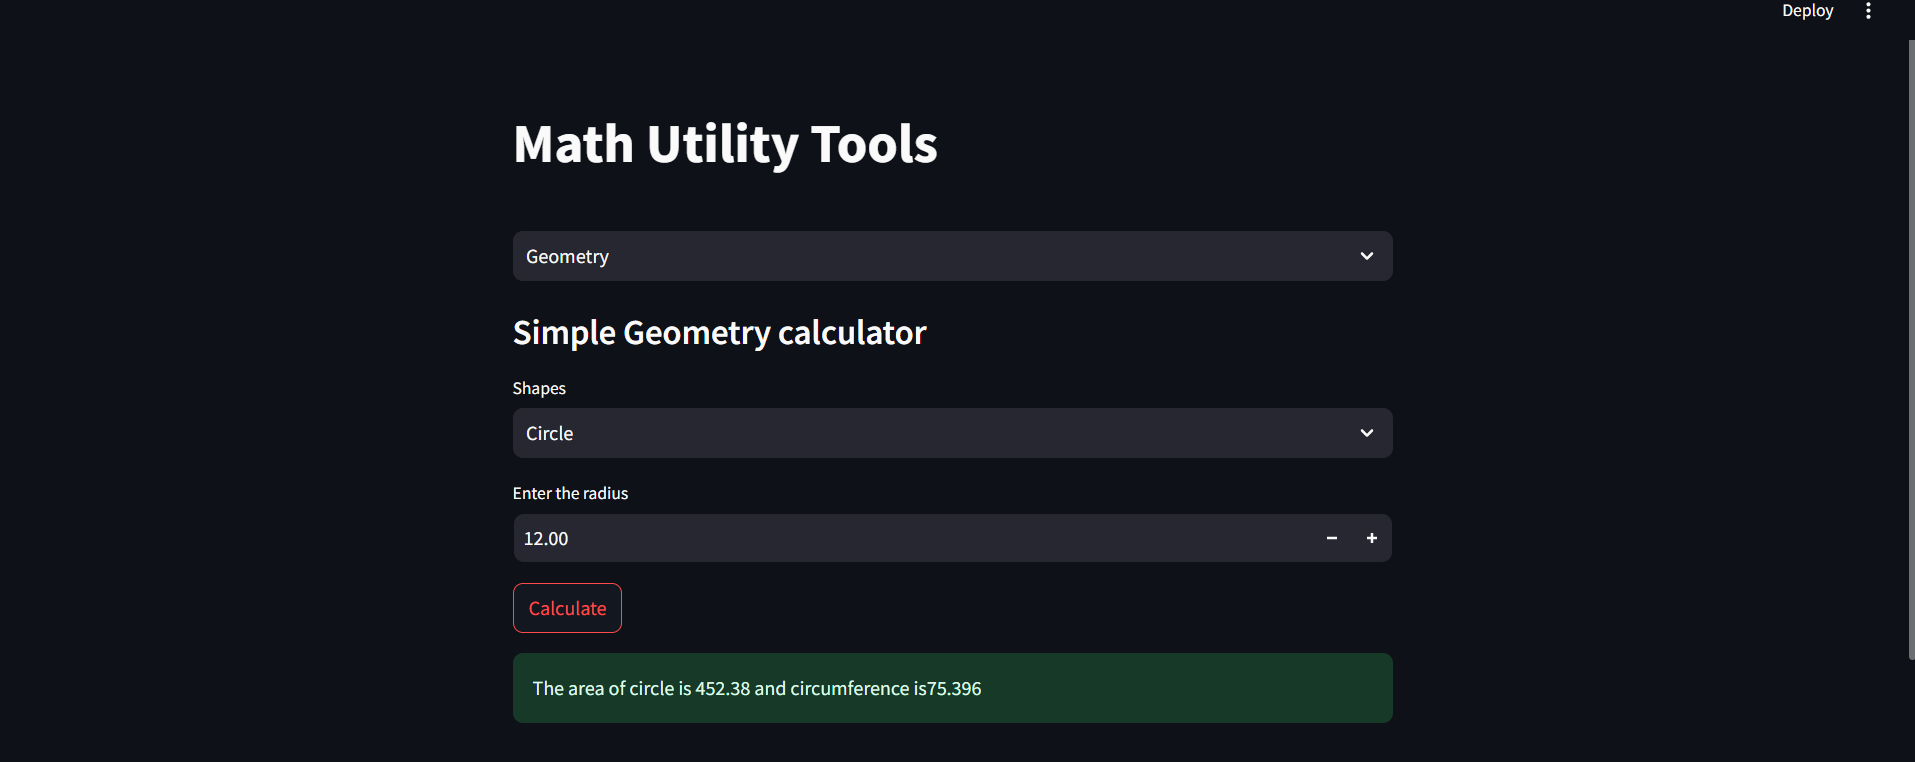 Deploy
Math Utility Tools
Geometry
Simple Geometry calculator
Shapes
Circle
Enter the radius
12.00
Calculate
The area of circle is 452.38 and circumference is75.396